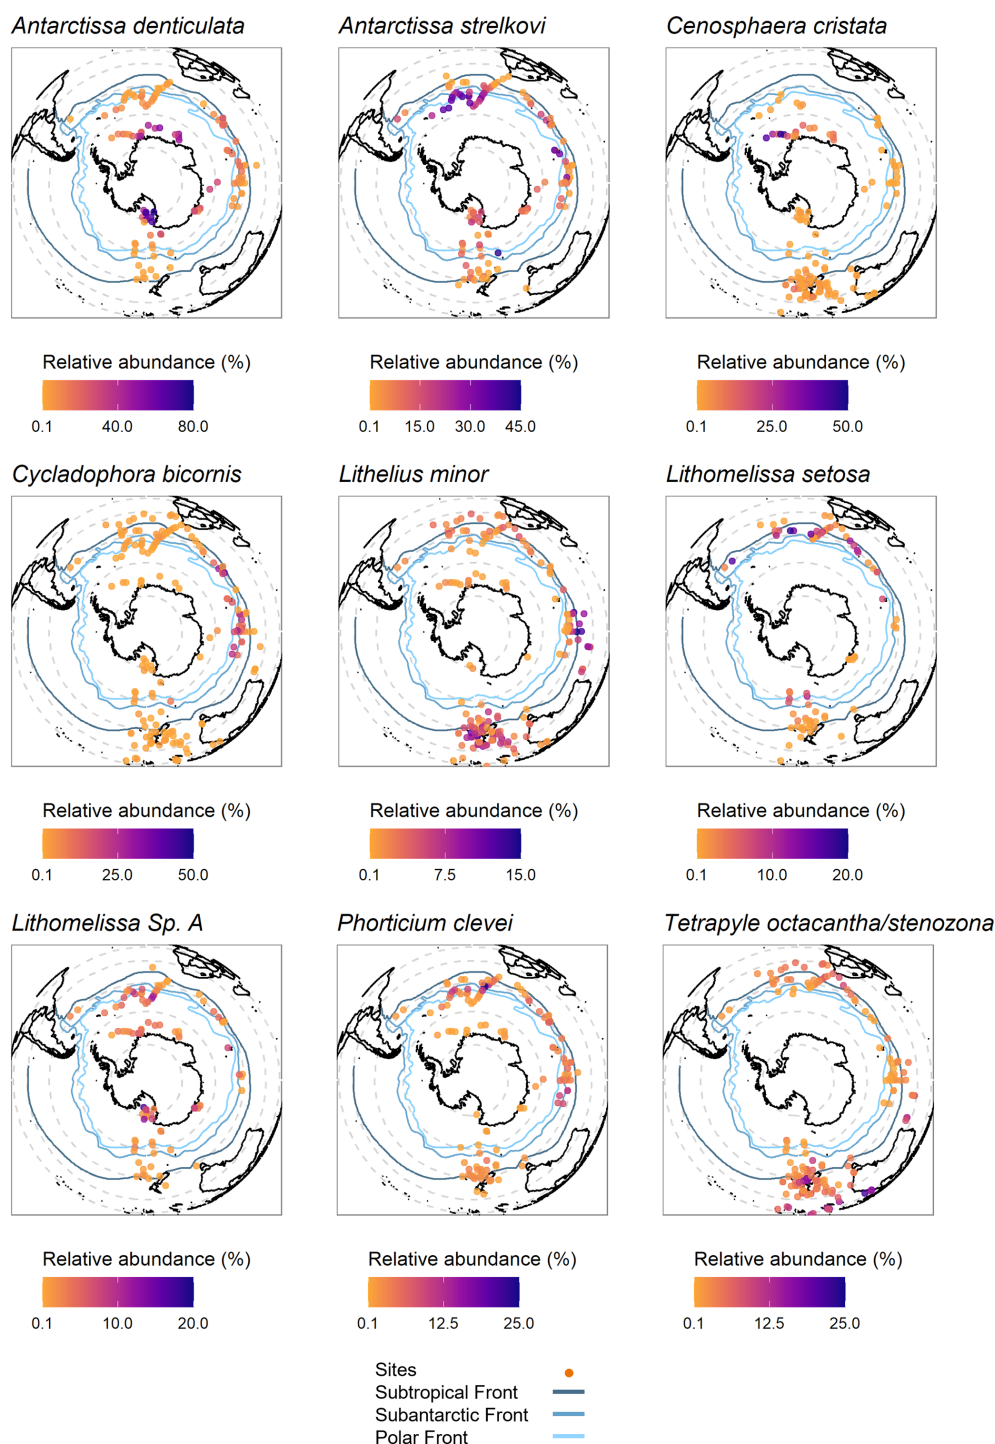 Antarctissa denticulata
Antarctissa strelkovi
Cenosphaera cristata
Relative abundance (%)
Relative abundance (%)
Relative abundance (%)
0.1 40.0 80.0
0.1 15.0 30.0 45.0
0.1 25.0 50.0
Cycladophora bicornis
Lithelius minor
Lithomelissa setosa
Relative abundance (%)
Relative abundance (%)
Relative abundance (%)
0.1 25.0 50.0
0.1 7.5 15.0
0.1 10.0 20.0
Lithomelissa Sp. A
Phorticium clevei
Tetrapyle octacantha/stenozona
Relative abundance (%)
Relative abundance (%)
Relative abundance (%)
0.1 10.0 20.0
0.1 12.5 25.0
0.1 12.5 25.0
Sites
Subtropical Front
Subantarctic Front
Polar Front